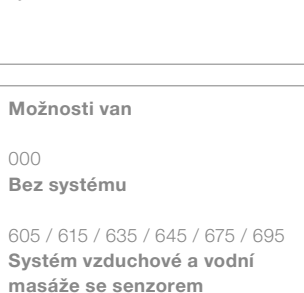 Možnosti van
000
Bez systému
605 / 615 / 635 / 645 / 675 / 695
Systém vzduchové a vodní
masáže se senzorem